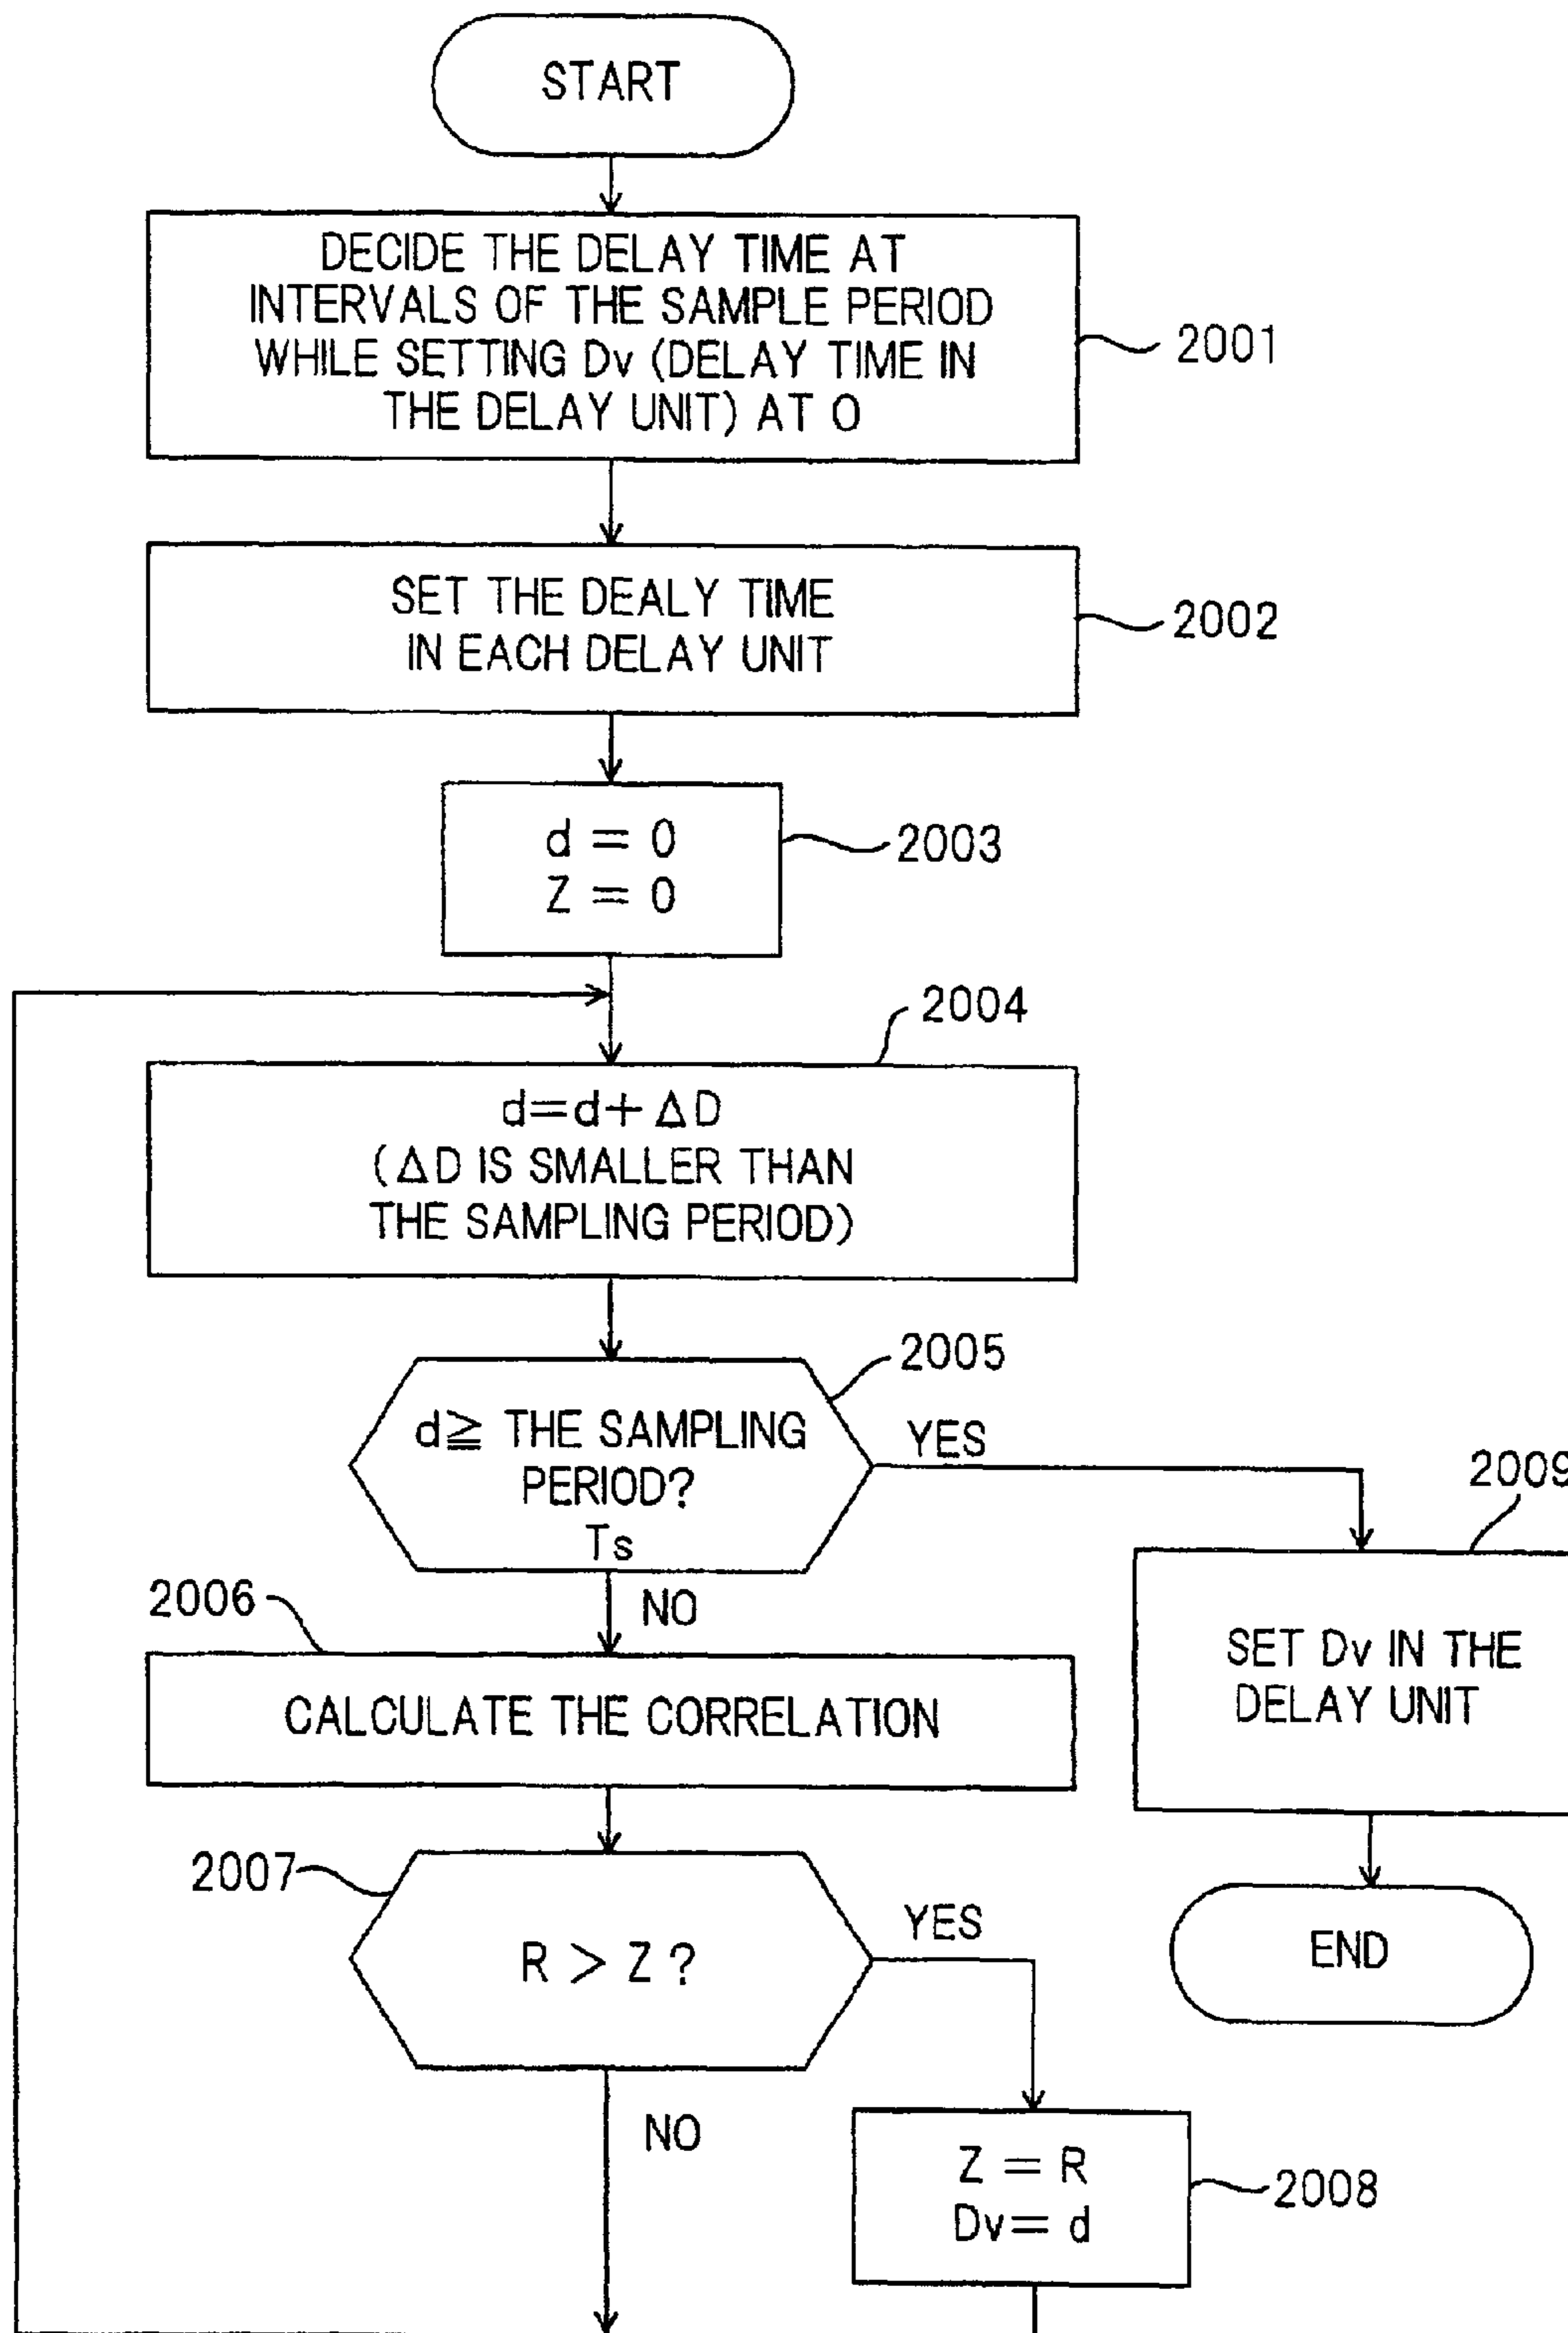 START
DECIDE THE DELAY TIME AT
INTERVALS OF THE SAMPLE PERIOD
WHILE SETTING Dv (DELAY TIME IN
THE DELAY UNIT) AT 0
2001
SET THE DEALY TIME
IN EACH DELAY UNIT
2002
d = 0
Z = 0
2003
2004
d=d+ ΔD
(ΔD IS SMALLER THAN
THE SAMPLING PERIOD)
2005
d≧ THE SAMPLING
PERIOD?
Ts
YES
NO
2009
SET Dv IN THE
DELAY UNIT
2006
CALCULATE THE CORRELATION
2007
R > Z ?
YES
NO
END
Z = R
Dv= d
2008